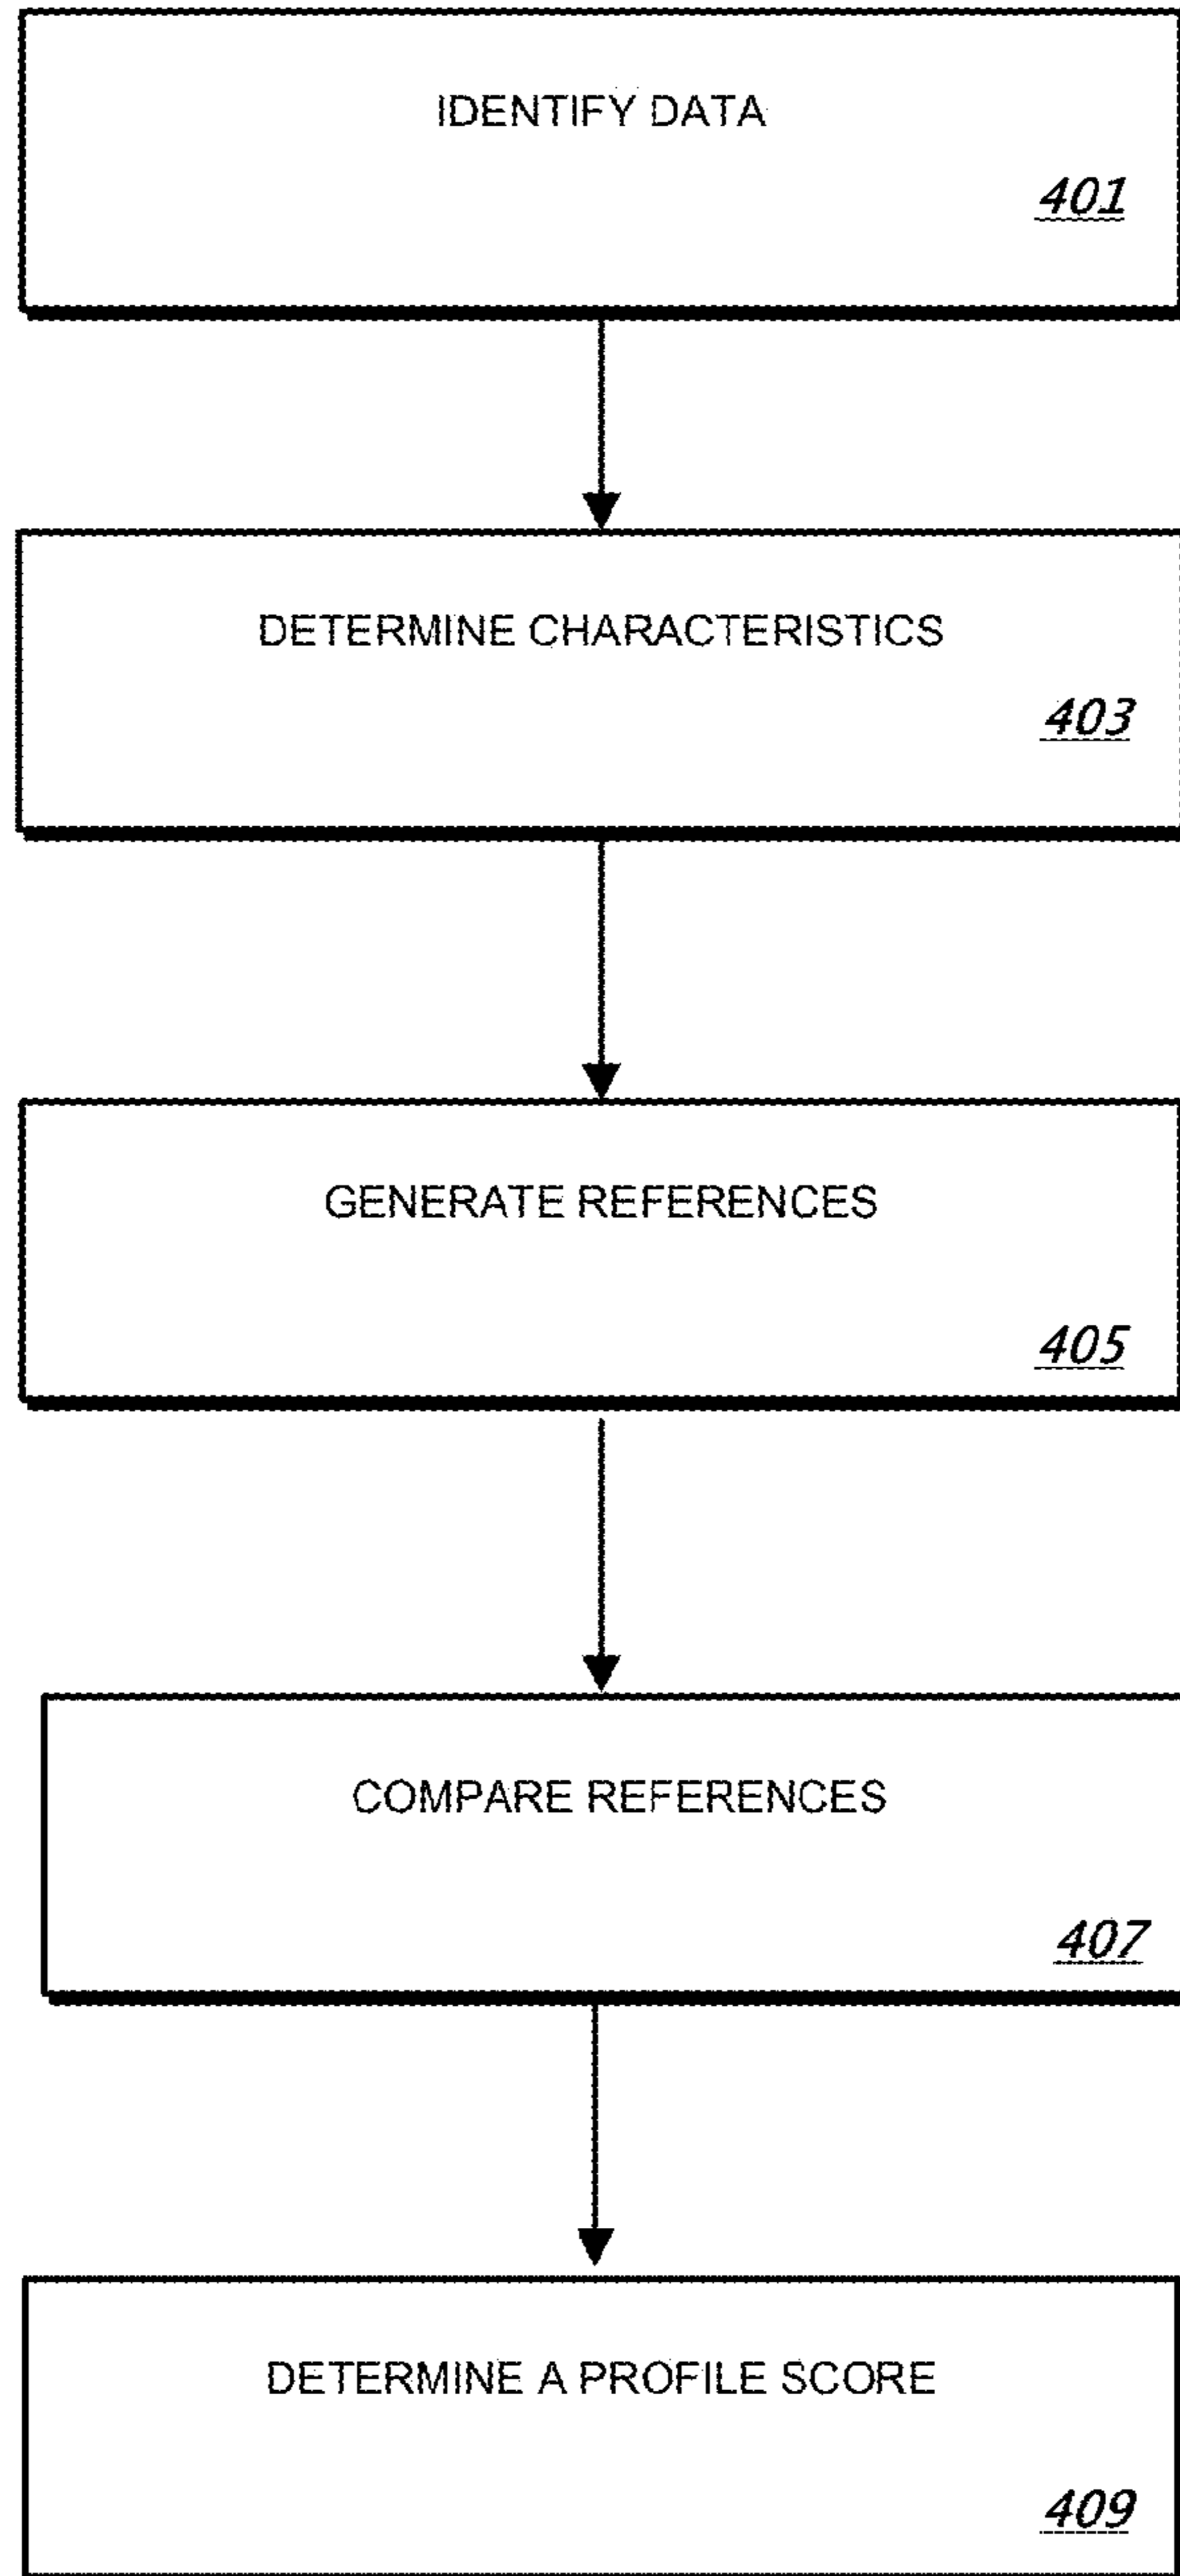 IDENTIFY DATA
401
DETERMINE CHARACTERISTICS
403
GENERATE REFERENCES
405
COMPARE REFERENCES
407
DETERMINE A PROFILE SCORE
409